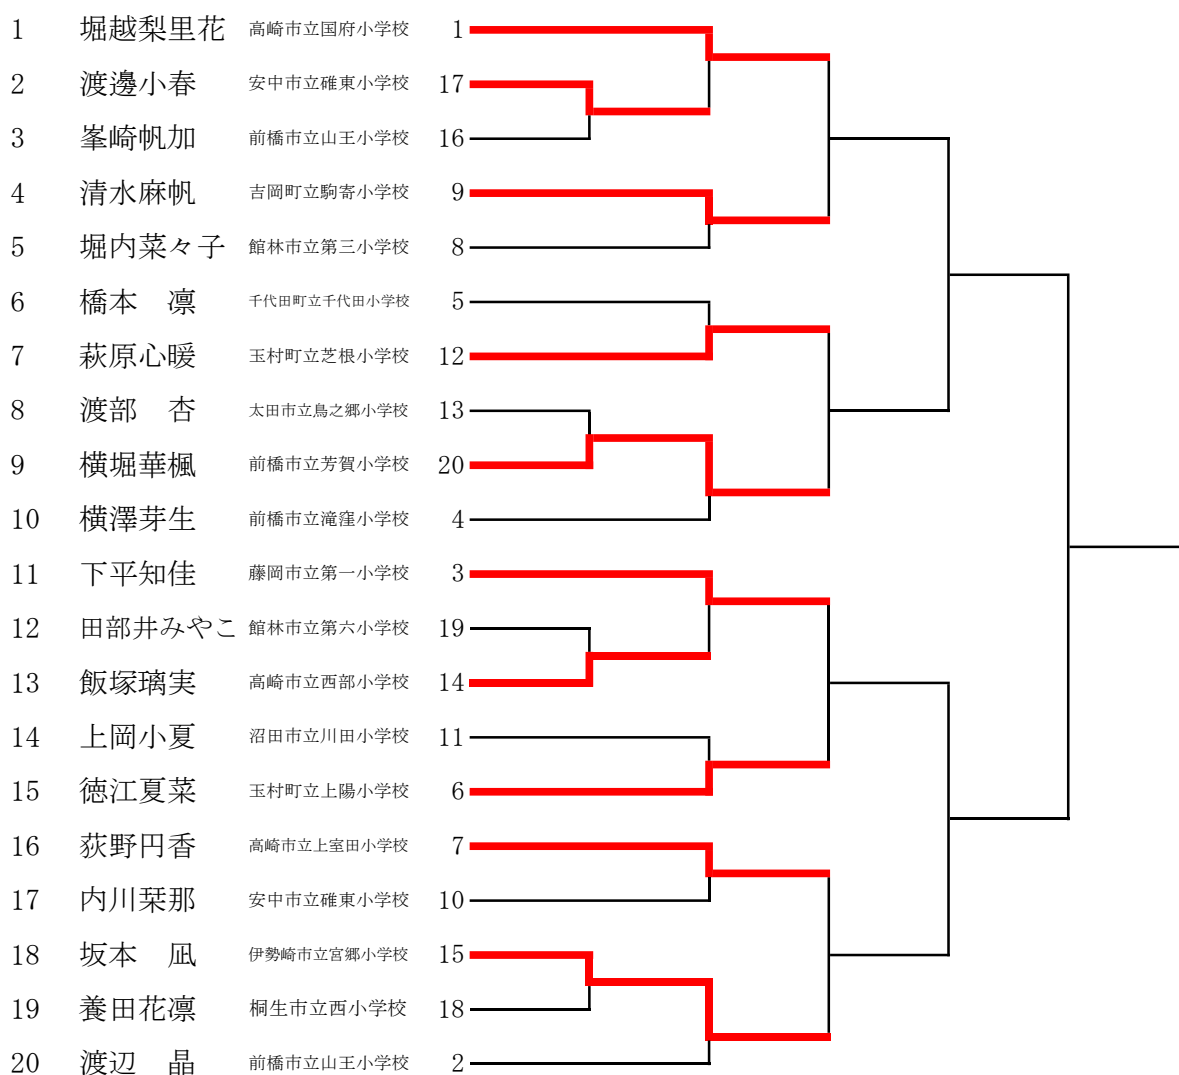 1 堀越梨里花 高崎市立国府小学校 1
2 渡邊小春 安中市立碓東小学校 17
3 峯崎帆加 前橋市立山王小学校 16
4 清水麻帆 吉岡町立駒寄小学校 9
5 堀内菜々子 館林市立第三小学校 8
6 橋本　凛 千代田町立千代田小学校 5
7 萩原心暖 玉村町立芝根小学校 12
8 渡部　杏 太田市立鳥之郷小学校 13
9 横堀華楓 前橋市立芳賀小学校 20
10 横澤芽生 前橋市立滝窪小学校 4
11 下平知佳 藤岡市立第一小学校 3
12 田部井みやこ 館林市立第六小学校 19
13 飯塚璃実 高崎市立西部小学校 14
14 上岡小夏 沼田市立川田小学校 11
15 徳江夏菜 玉村町立上陽小学校 6
16 荻野円香 高崎市立上室田小学校 7
17 内川栞那 安中市立碓東小学校 10
18 坂本　凪 伊勢崎市立宮郷小学校 15
19 養田花凛 桐生市立西小学校 18
20 渡辺　晶 前橋市立山王小学校 2